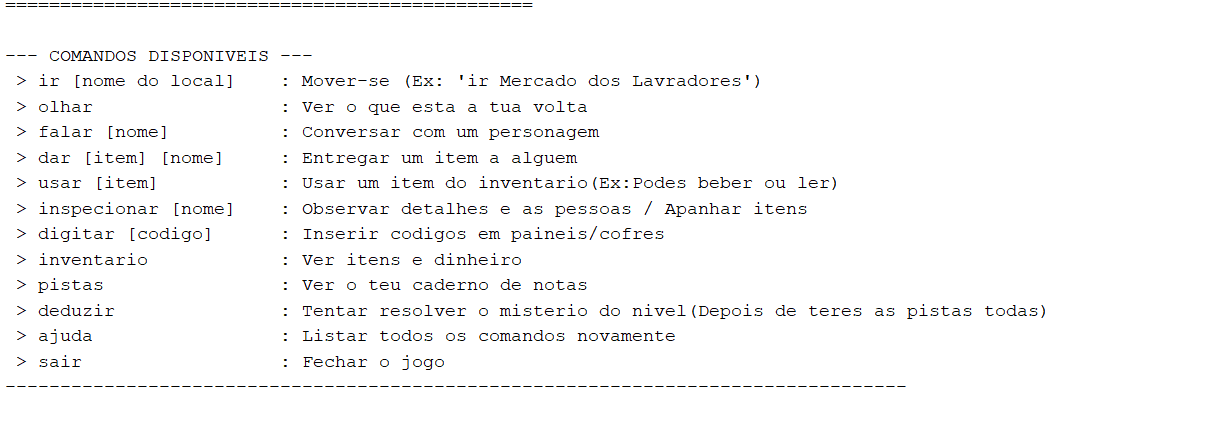 ================================================
--- COMANDOS DISPONIVEIS ---
> ir [nome do local]    : Mover-se (Ex: 'ir Mercado dos Lavradores')
> olhar                 : Ver o que esta a tua volta
> falar [nome]          : Conversar com um personagem
> dar [item] [nome]     : Entregar um item a alguem
> usar [item]           : Usar um item do inventario(Ex:Podes beber ou ler)
> inspecionar [nome]    : Observar detalhes e as pessoas / Apanhar itens
> digitar [codigo]      : Inserir codigos em paineis/cofres
> inventario            : Ver itens e dinheiro
> pistas                : Ver o teu caderno de notas
> deduzir               : Tentar resolver o misterio do nivel(Depois de teres as pistas todas)
> ajuda                 : Listar todos os comandos novamente
> sair                  : Fechar o jogo
----------------------------------------------------------------------------------